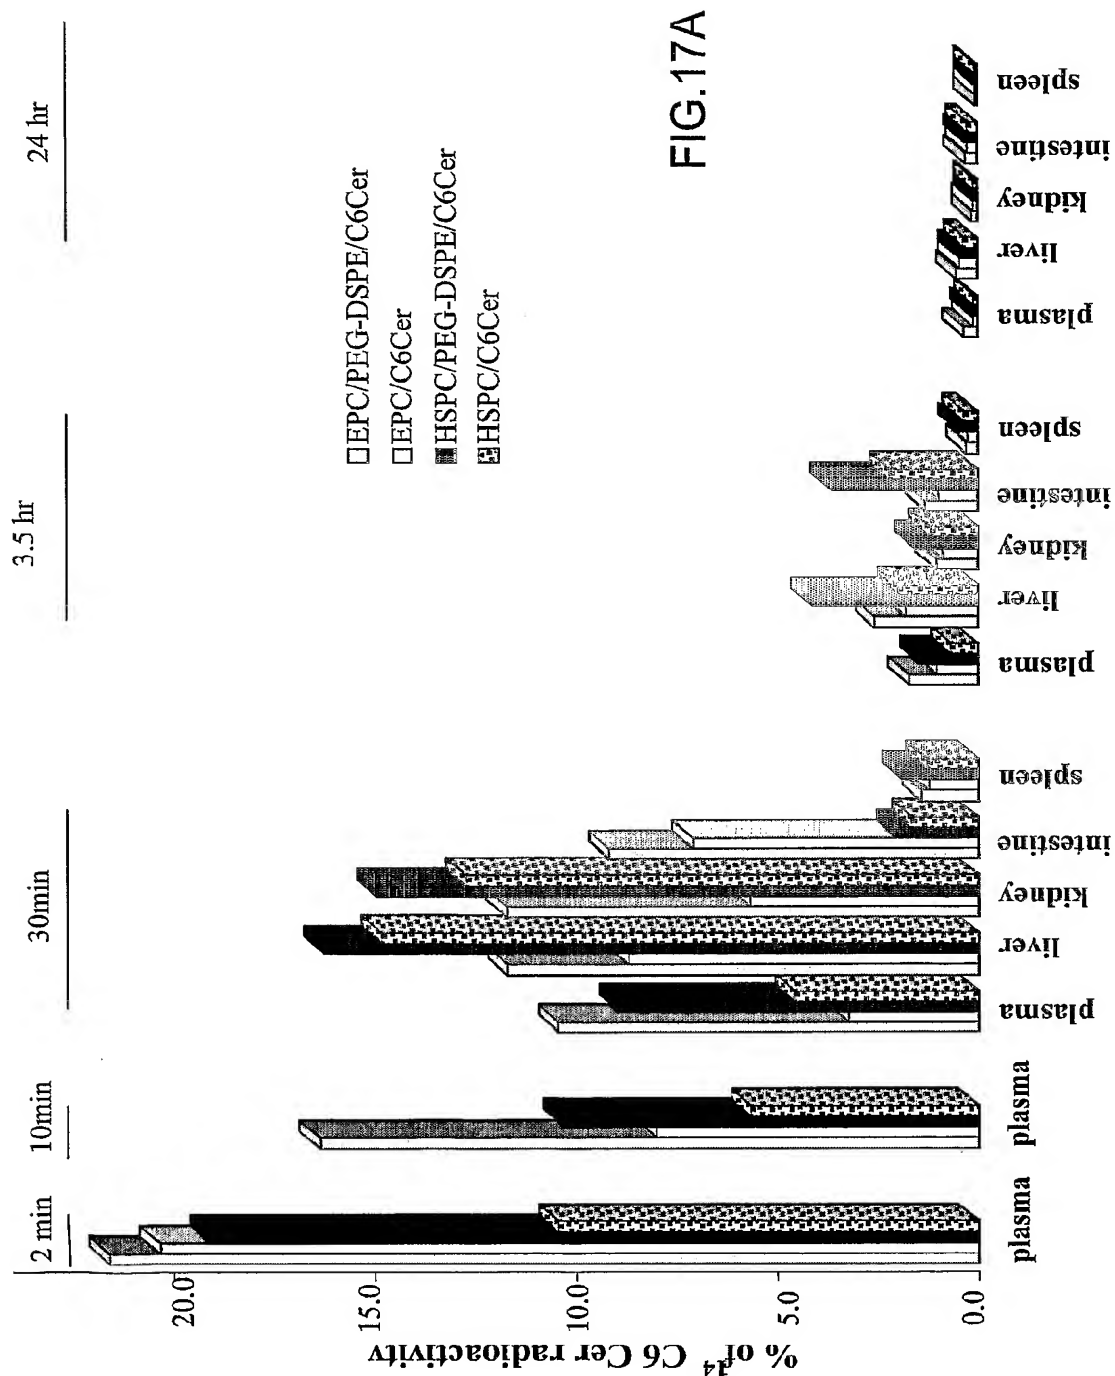 2 min
10min
30min
3.5 hr
24 hr
% of ¹⁴ C6 Cer radioactivity
20.0
15.0
10.0
5.0
0.0
EPC/PEG-DSPE/C6Cer
EPC/C6Cer
HSPC/PEG-DSPE/C6Cer
HSPC/C6Cer
plasma
plasma
plasma
liver
kidney
intestine
spleen
plasma
liver
kidney
intestine
spleen
plasma
liver
kidney
intestine
spleen
FIG.17A